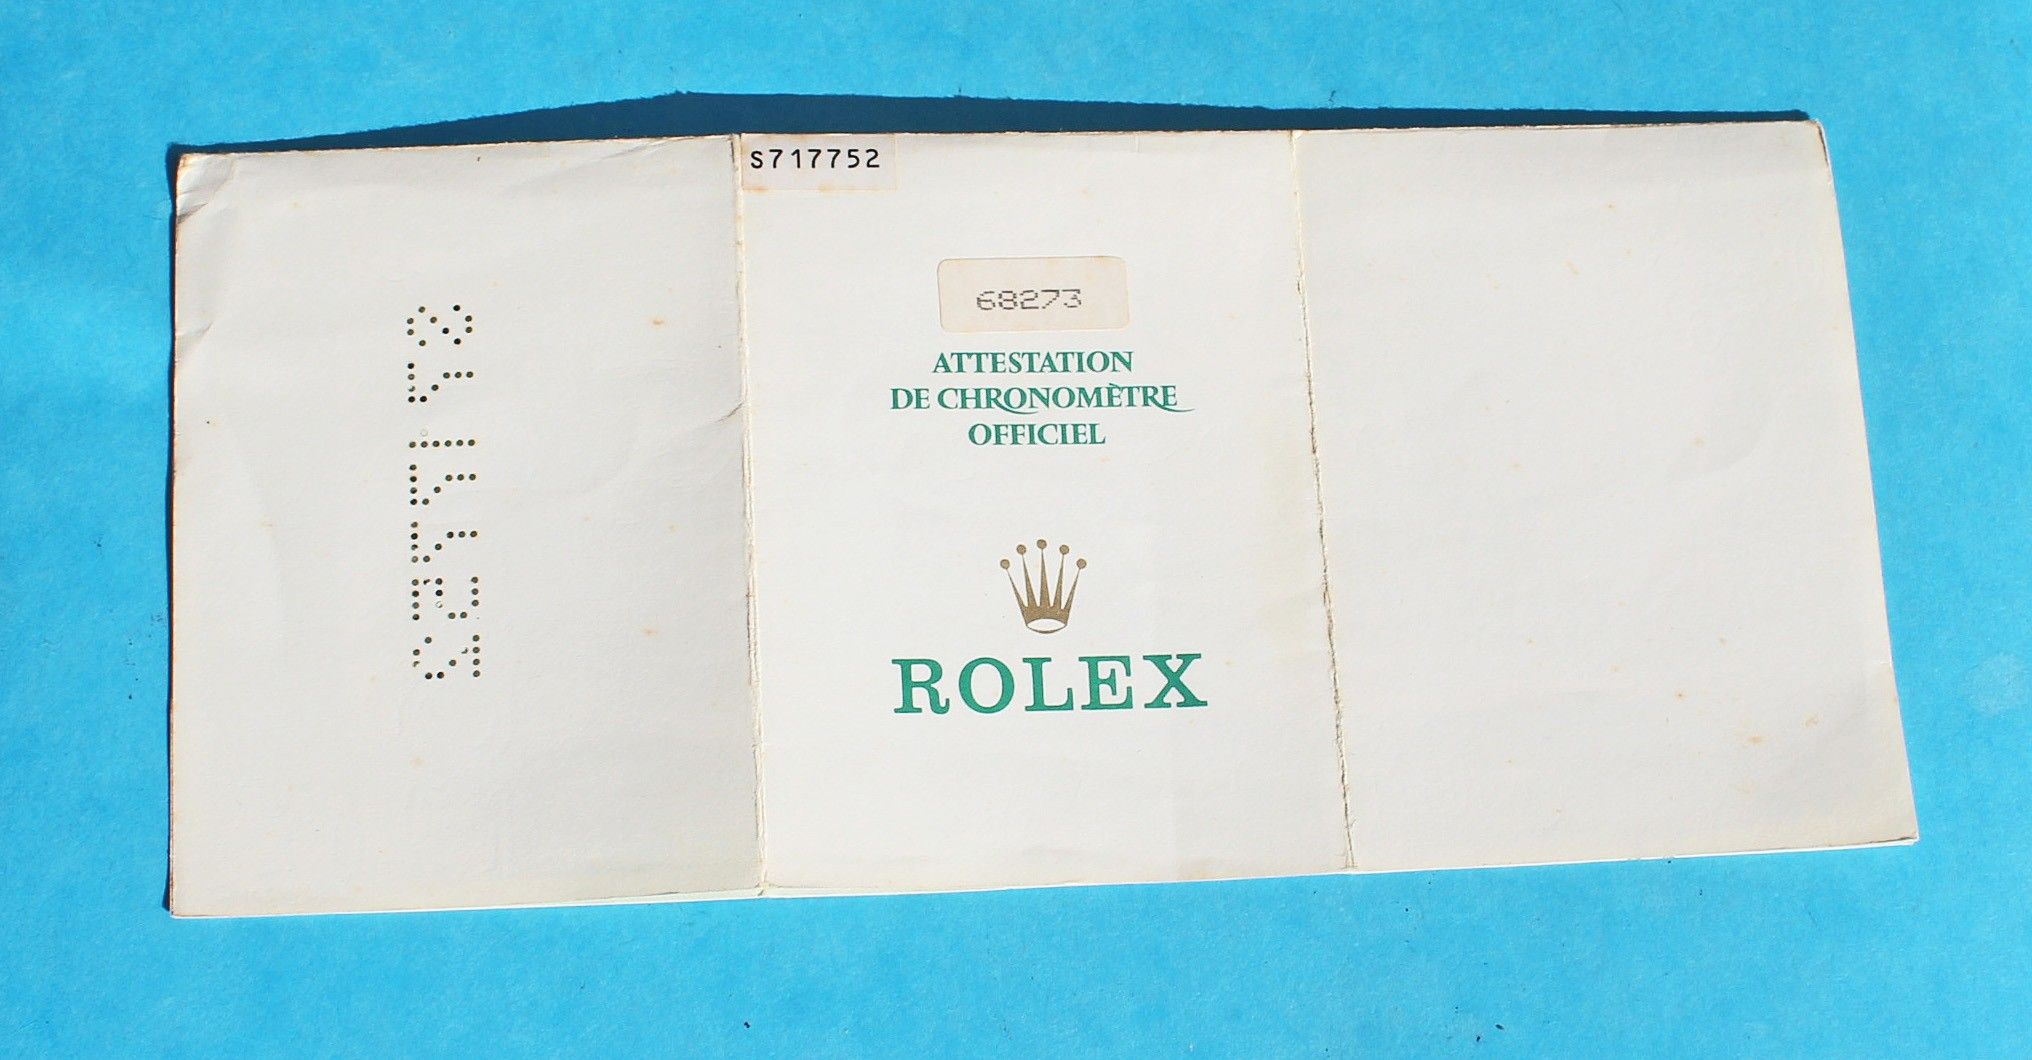 S717752
68273
ATTESTATION
DE CHRONOMÈTRE
OFFICIEL
ROLEX
S717752